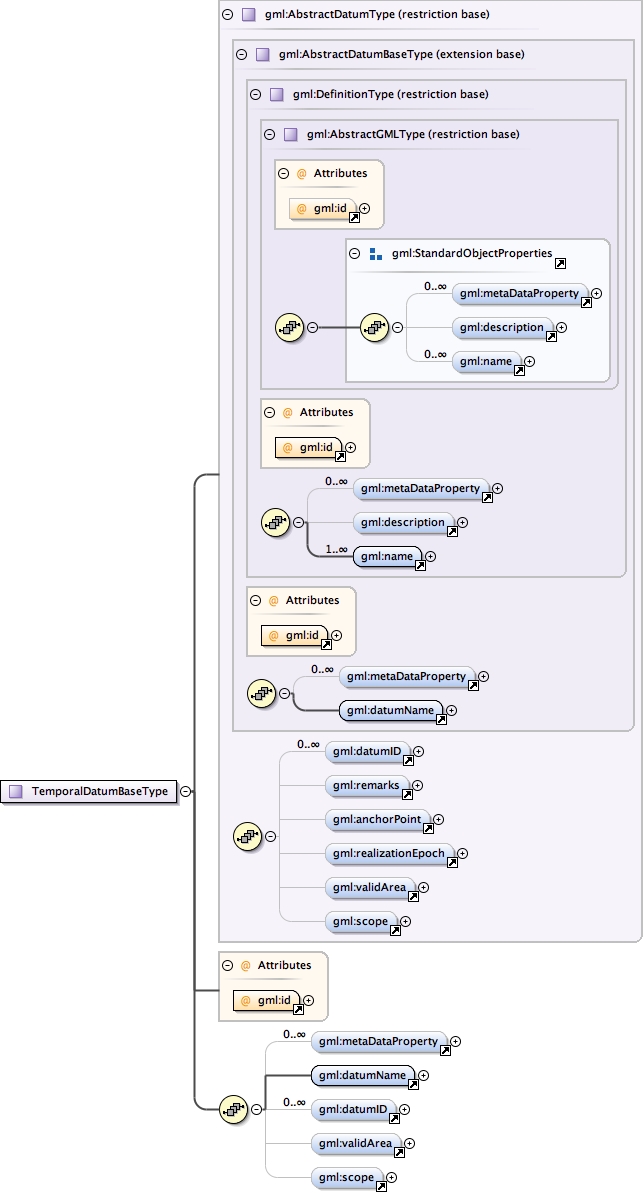 gml:AbstractDatumType (restriction base)
gml:AbstractDatumBaseType (extension base)
gml:DefinitionType (restriction base)
gml:AbstractGMLType (restriction base)
@ Attributes
@ gml:id
gml:StandardObjectProperties
0..∞
gml:metaDataProperty
gml:description
0..∞
gml:name
@ Attributes
@ gml:id
0..∞
gml:metaDataProperty
gml:description
1..∞
gml:name
@ Attributes
@ gml:id
0..∞
gml:metaDataProperty
gml:datumName
0..∞
gml:datumID
gml:remarks
TemporalDatumBaseType
gml:anchorPoint
gml:realizationEpoch
gml:validArea
gml:scope
@ Attributes
@ gml:id
0..∞
gml:metaDataProperty
gml:datumName
0..∞
gml:datumID
gml:validArea
gml:scope